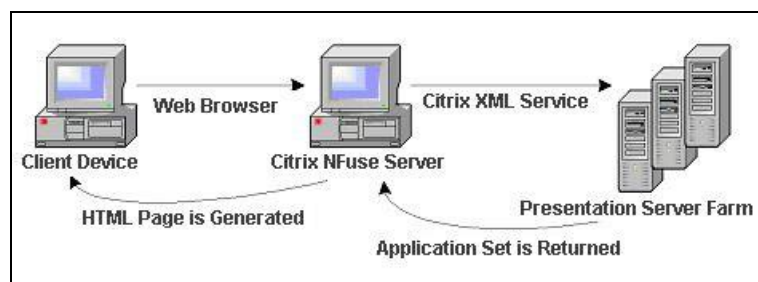 Web Browser
Citrix XML Service
Client Device
Citrix NFuse Server
HTML Page is Generated
Presentation Server Farm
Application Set is Returned